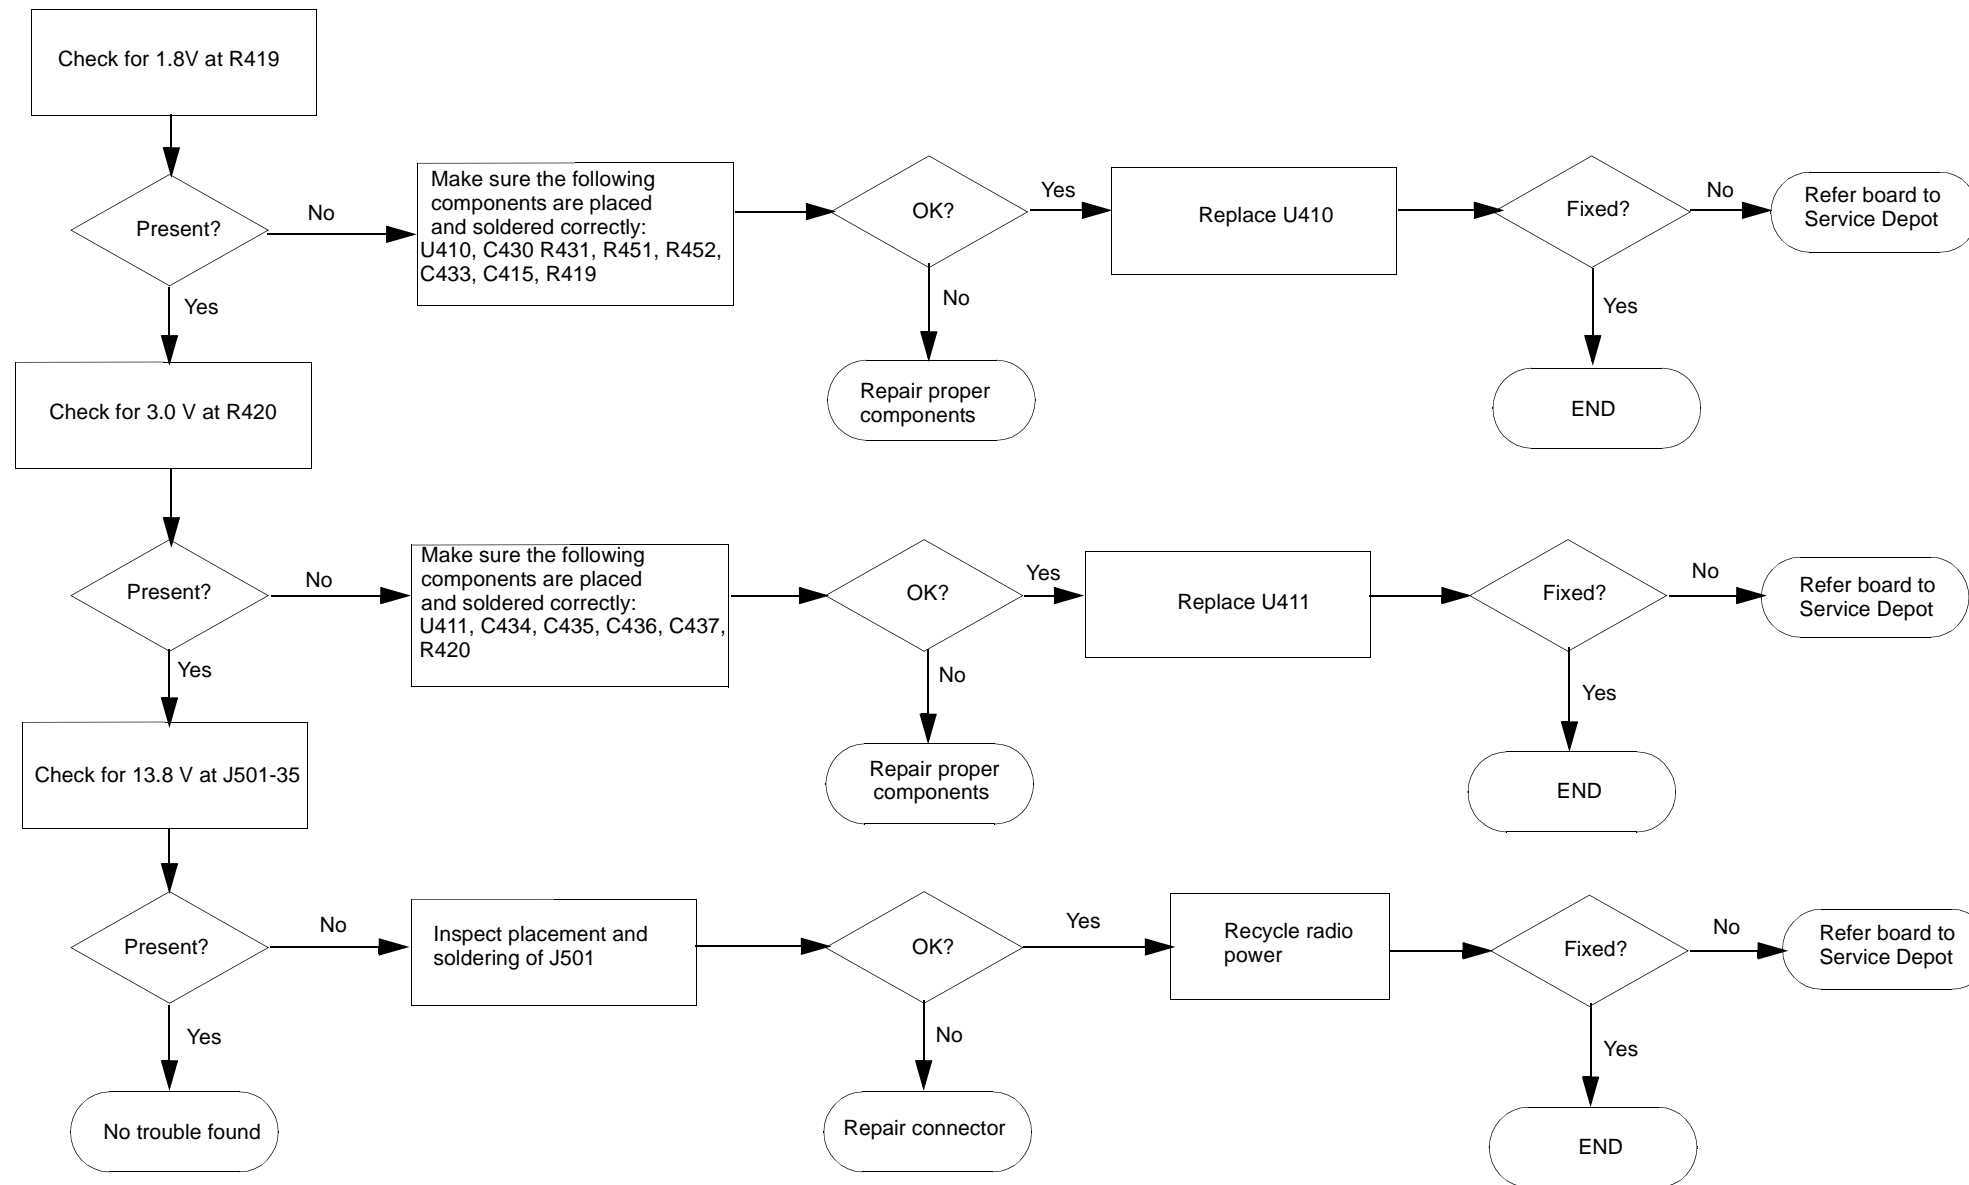 Check for 1.8V at R419
Present?
No
Yes
Make sure the following
components are placed
and soldered correctly:
U410, C430 R431, R451, R452,
C433, C415, R419
OK?
Yes
No
Repair proper
components
Replace U410
Fixed?
No
Yes
Refer board to
Service Depot
END
Check for 3.0 V at R420
Present?
No
Yes
Make sure the following
components are placed
and soldered correctly:
U411, C434, C435, C436, C437,
R420
OK?
Yes
No
Repair proper
components
Replace U411
Fixed?
No
Yes
Refer board to
Service Depot
END
Check for 13.8 V at J501-35
Present?
No
Yes
No trouble found
Inspect placement and
soldering of J501
OK?
Yes
No
Repair connector
Recycle radio
power
Fixed?
No
Yes
Refer board to
Service Depot
END